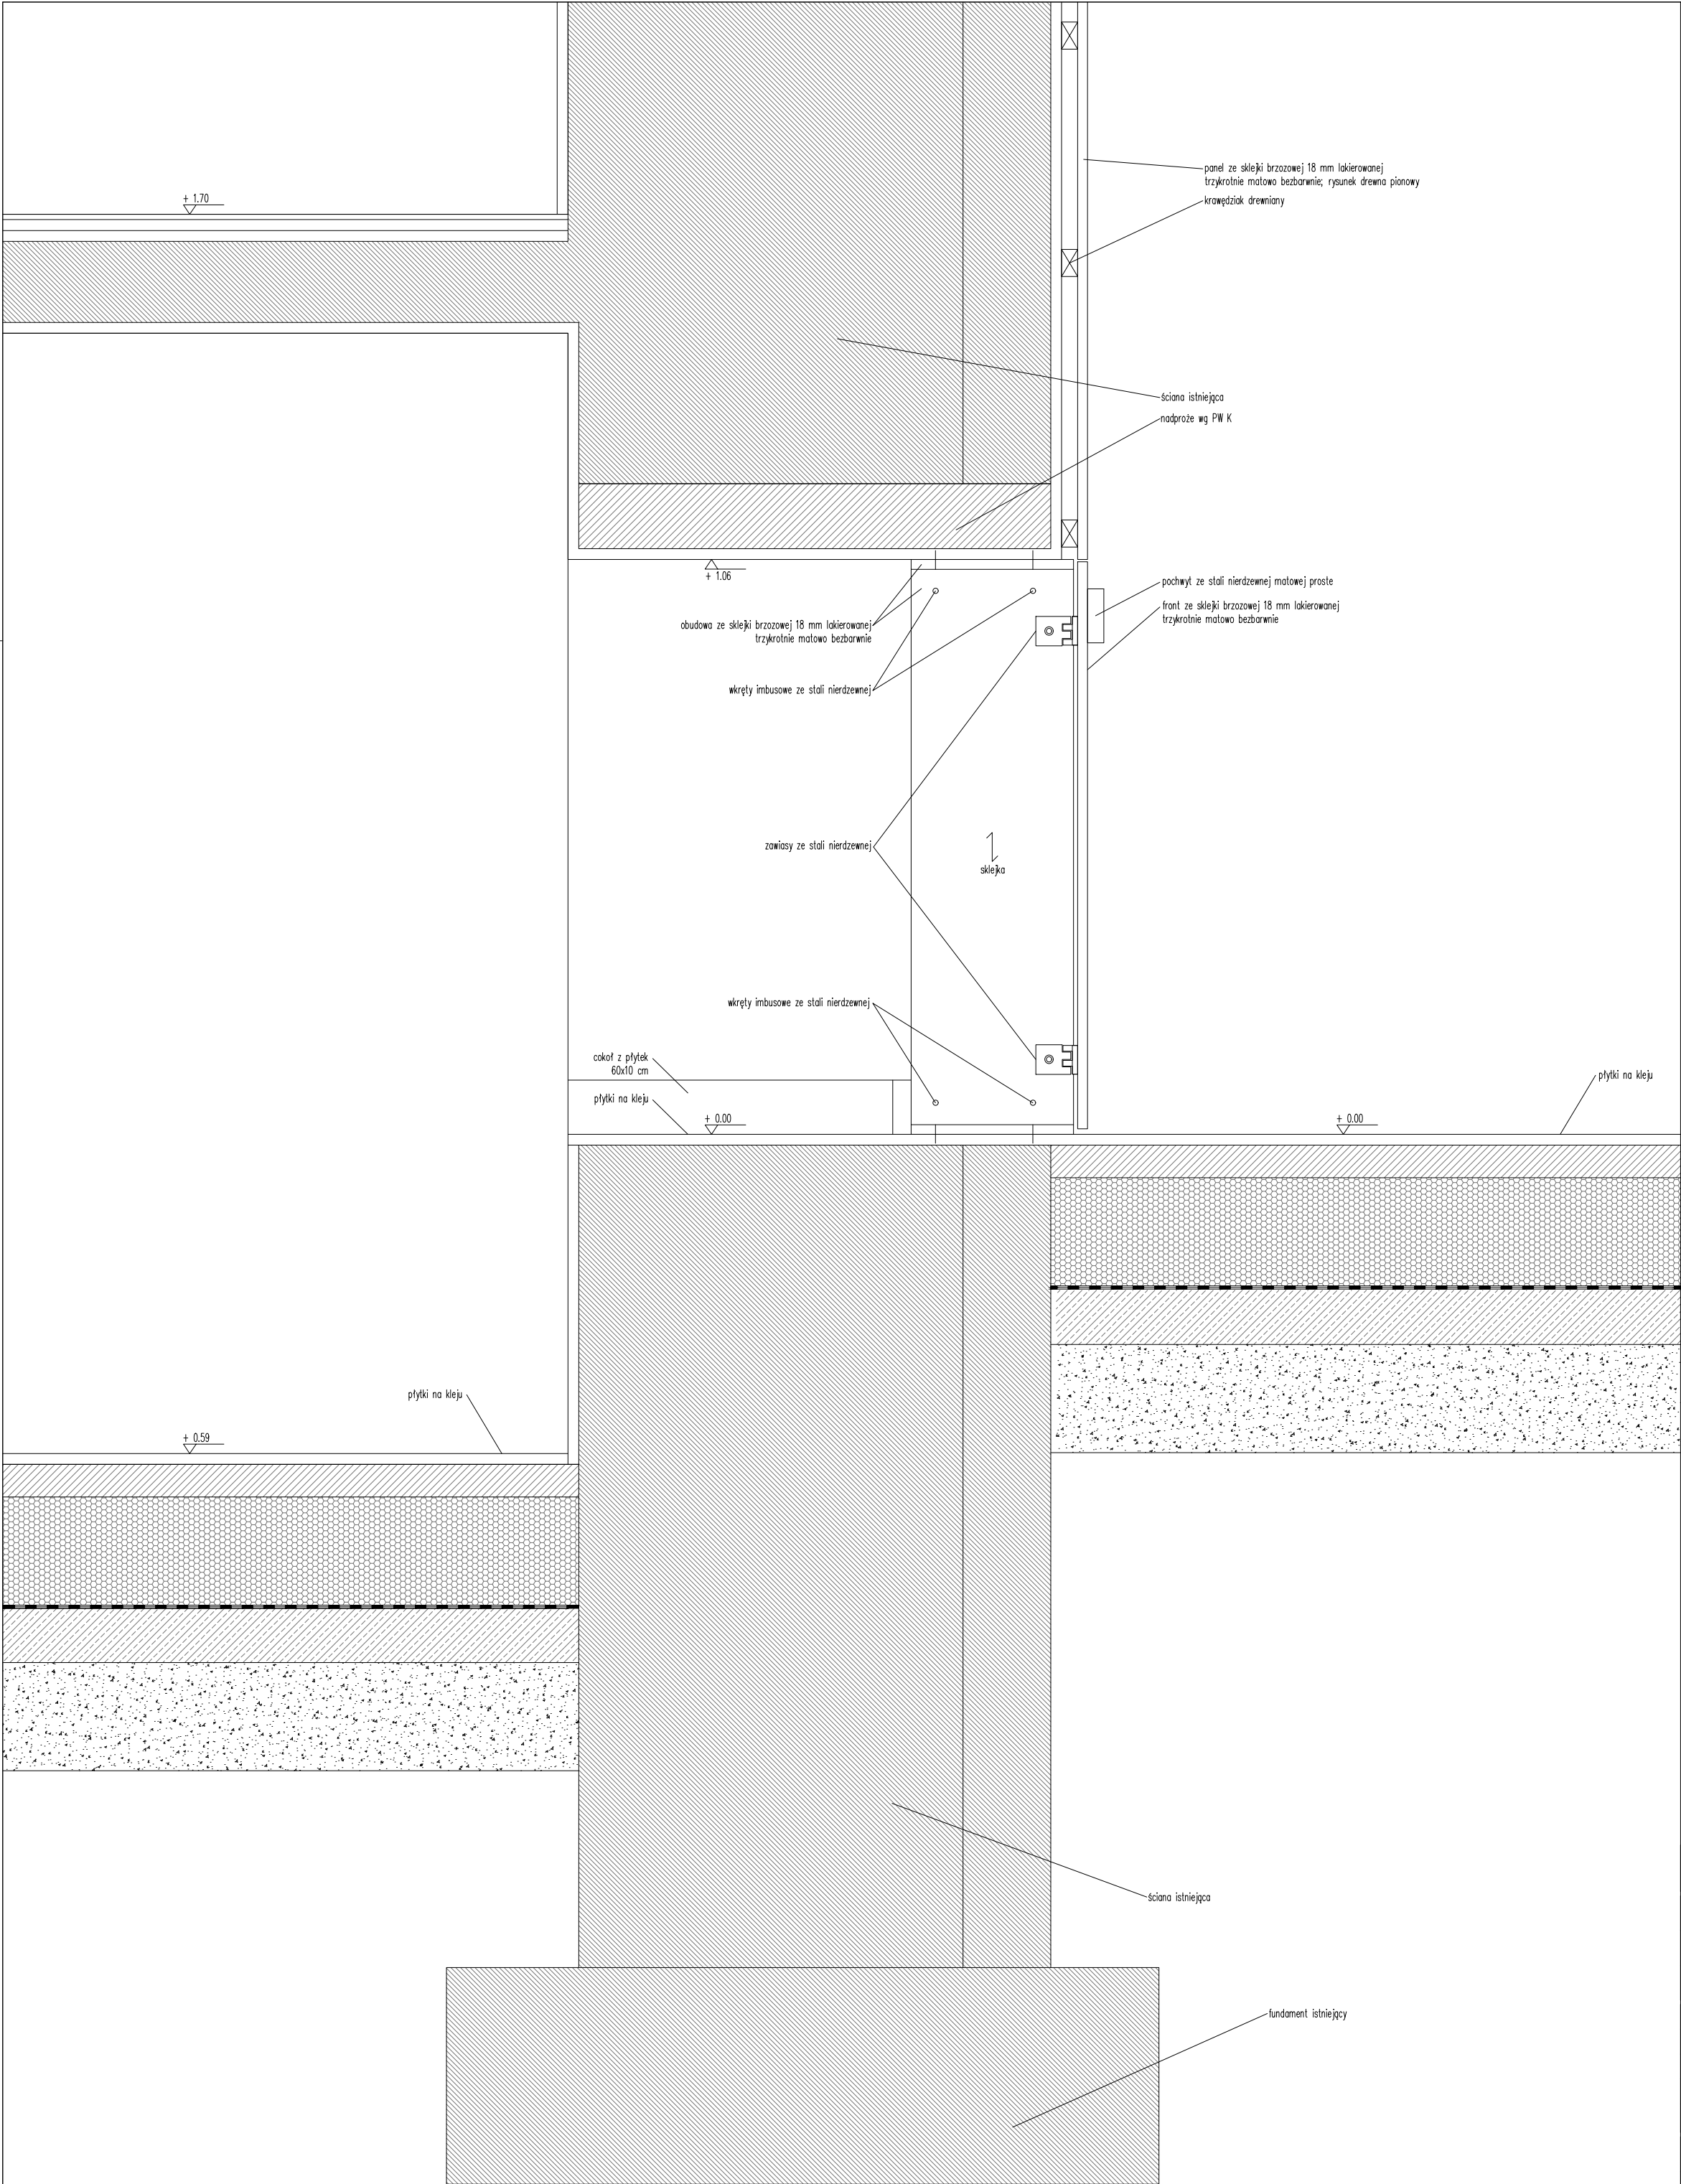 + 1.70
panel ze sklejki brzozowej 18 mm lakierowanej
trzykrotnie matowo bezbarwnie; rysunek drewna pionowy
krawędziak drewniany
ściana istniejąca
nadproże wg PW K
+ 1.06
pochwyt ze stali nierdzewnej matowej proste
front ze sklejki brzozowej 18 mm lakierowanej
trzykrotnie matowo bezbarwnie
obudowa ze sklejki brzozowej 18 mm lakierowanej
trzykrotnie matowo bezbarwnie
wkręty imbusowe ze stali nierdzewnej
zawiasy ze stali nierdzewnej
sklejka
wkręty imbusowe ze stali nierdzewnej
cokoł z płytek
60x10 cm
płytki na kleju
płytki na kleju
+ 0.00
+ 0.00
płytki na kleju
+ 0.59
ściana istniejąca
fundament istniejący